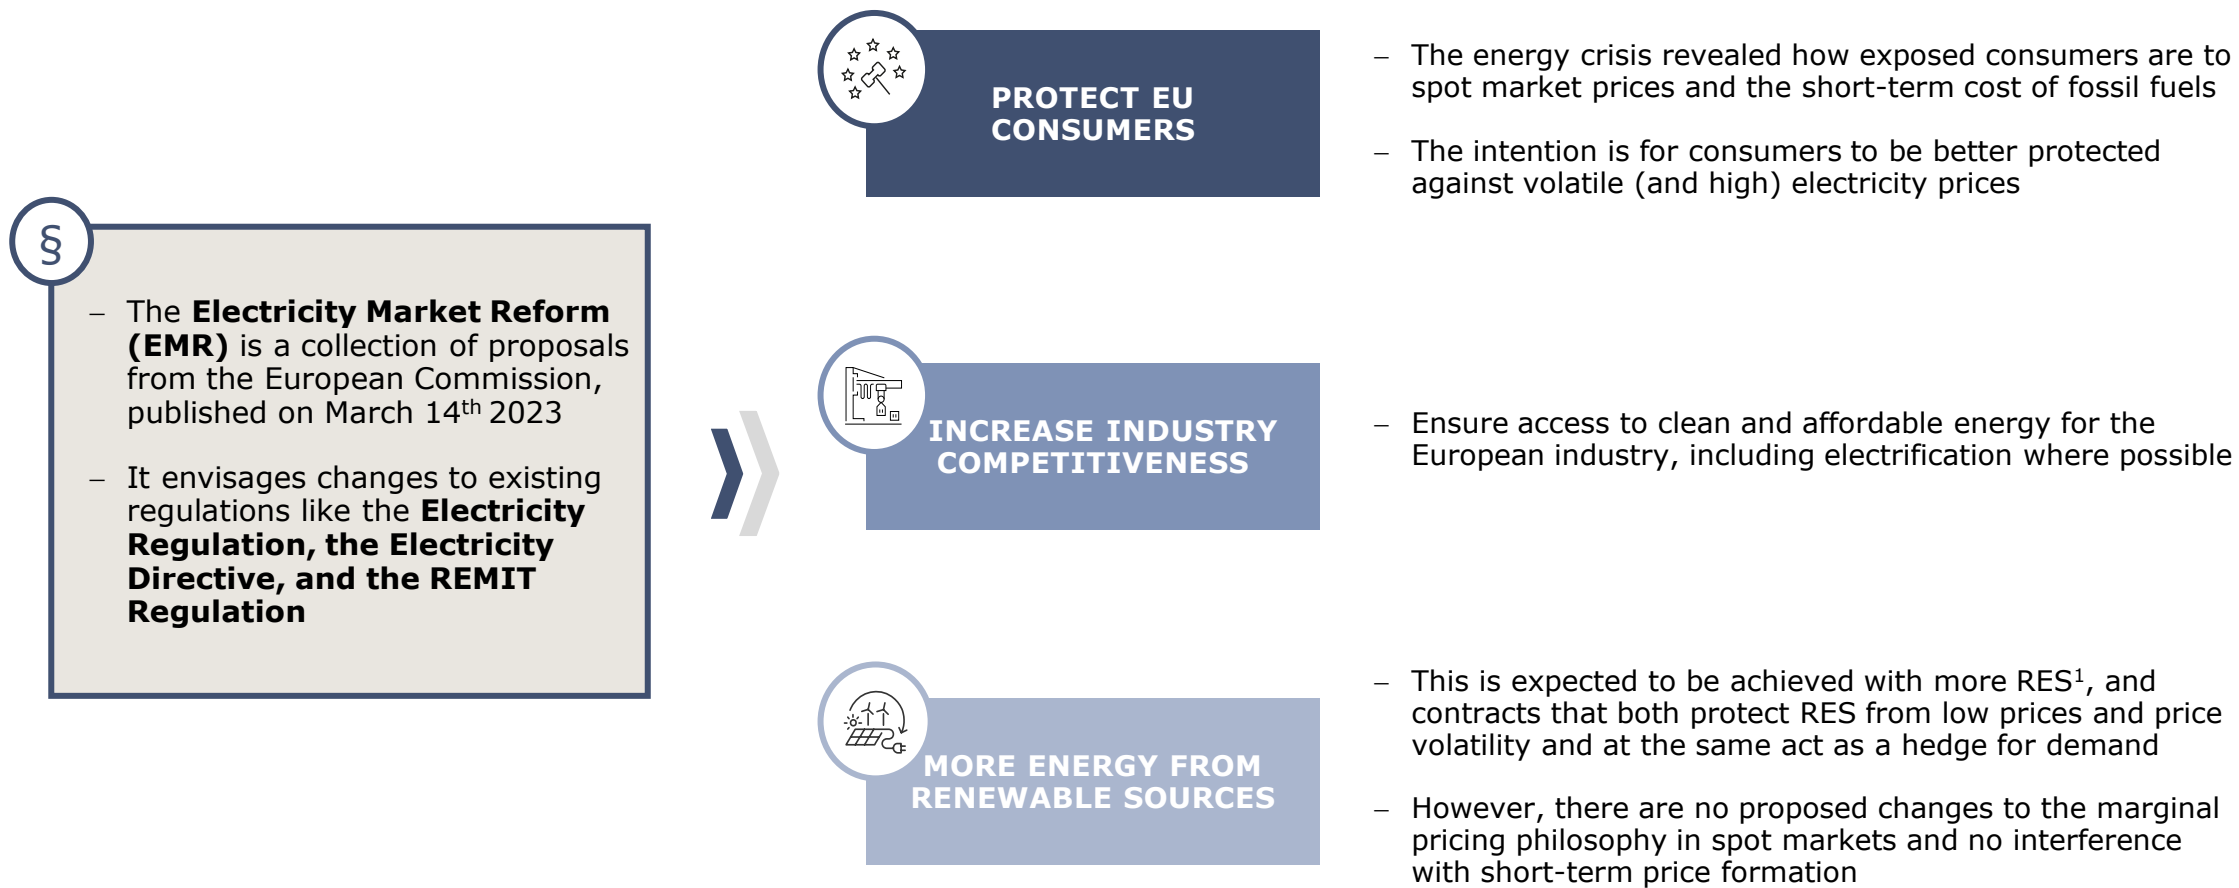 §
– The Electricity Market Reform
(EMR) is a collection of proposals
from the European Commission,
published on March 14th 2023
– It envisages changes to existing
regulations like the Electricity
Regulation, the Electricity
Directive, and the REMIT
Regulation
PROTECT EU
CONSUMERS
– The energy crisis revealed how exposed consumers are to
spot market prices and the short-term cost of fossil fuels
– The intention is for consumers to be better protected
against volatile (and high) electricity prices
INCREASE INDUSTRY
COMPETITIVENESS
– Ensure access to clean and affordable energy for the
European industry, including electrification where possible
MORE ENERGY FROM
RENEWABLE SOURCES
– This is expected to be achieved with more RES¹, and
contracts that both protect RES from low prices and price
volatility and at the same act as a hedge for demand
– However, there are no proposed changes to the marginal
pricing philosophy in spot markets and no interference
with short-term price formation